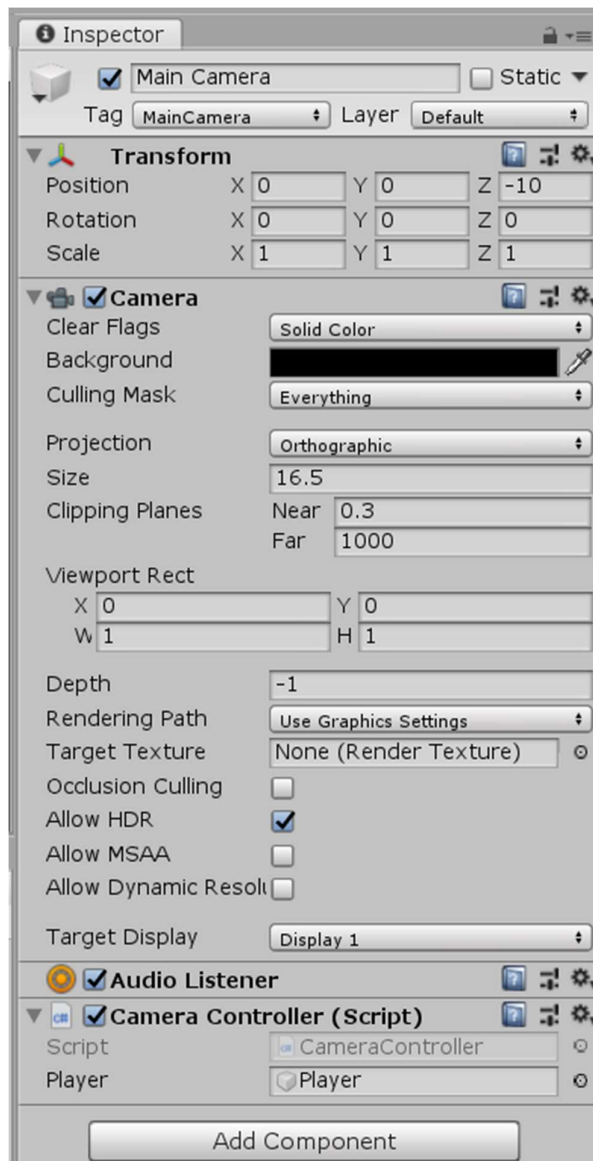 Inspector
Main Camera Static
Tag MainCamera Layer Default
Transform
Position X 0 Y 0 Z -10
Rotation X 0 Y 0 Z 0
Scale X 1 Y 1 Z 1
Camera
Clear Flags Solid Color
Background
Culling Mask Everything
Projection Orthographic
Size 16.5
Clipping Planes Near 0.3
Far 1000
Viewport Rect
X 0 Y 0
W 1 H 1
Depth -1
Rendering Path Use Graphics Settings
Target Texture None (Render Texture)
Occlusion Culling
Allow HDR
Allow MSAA
Allow Dynamic Resolu
Target Display Display 1
Audio Listener
c# Camera Controller (Script)
Script CameraController
Player Player
Add Component